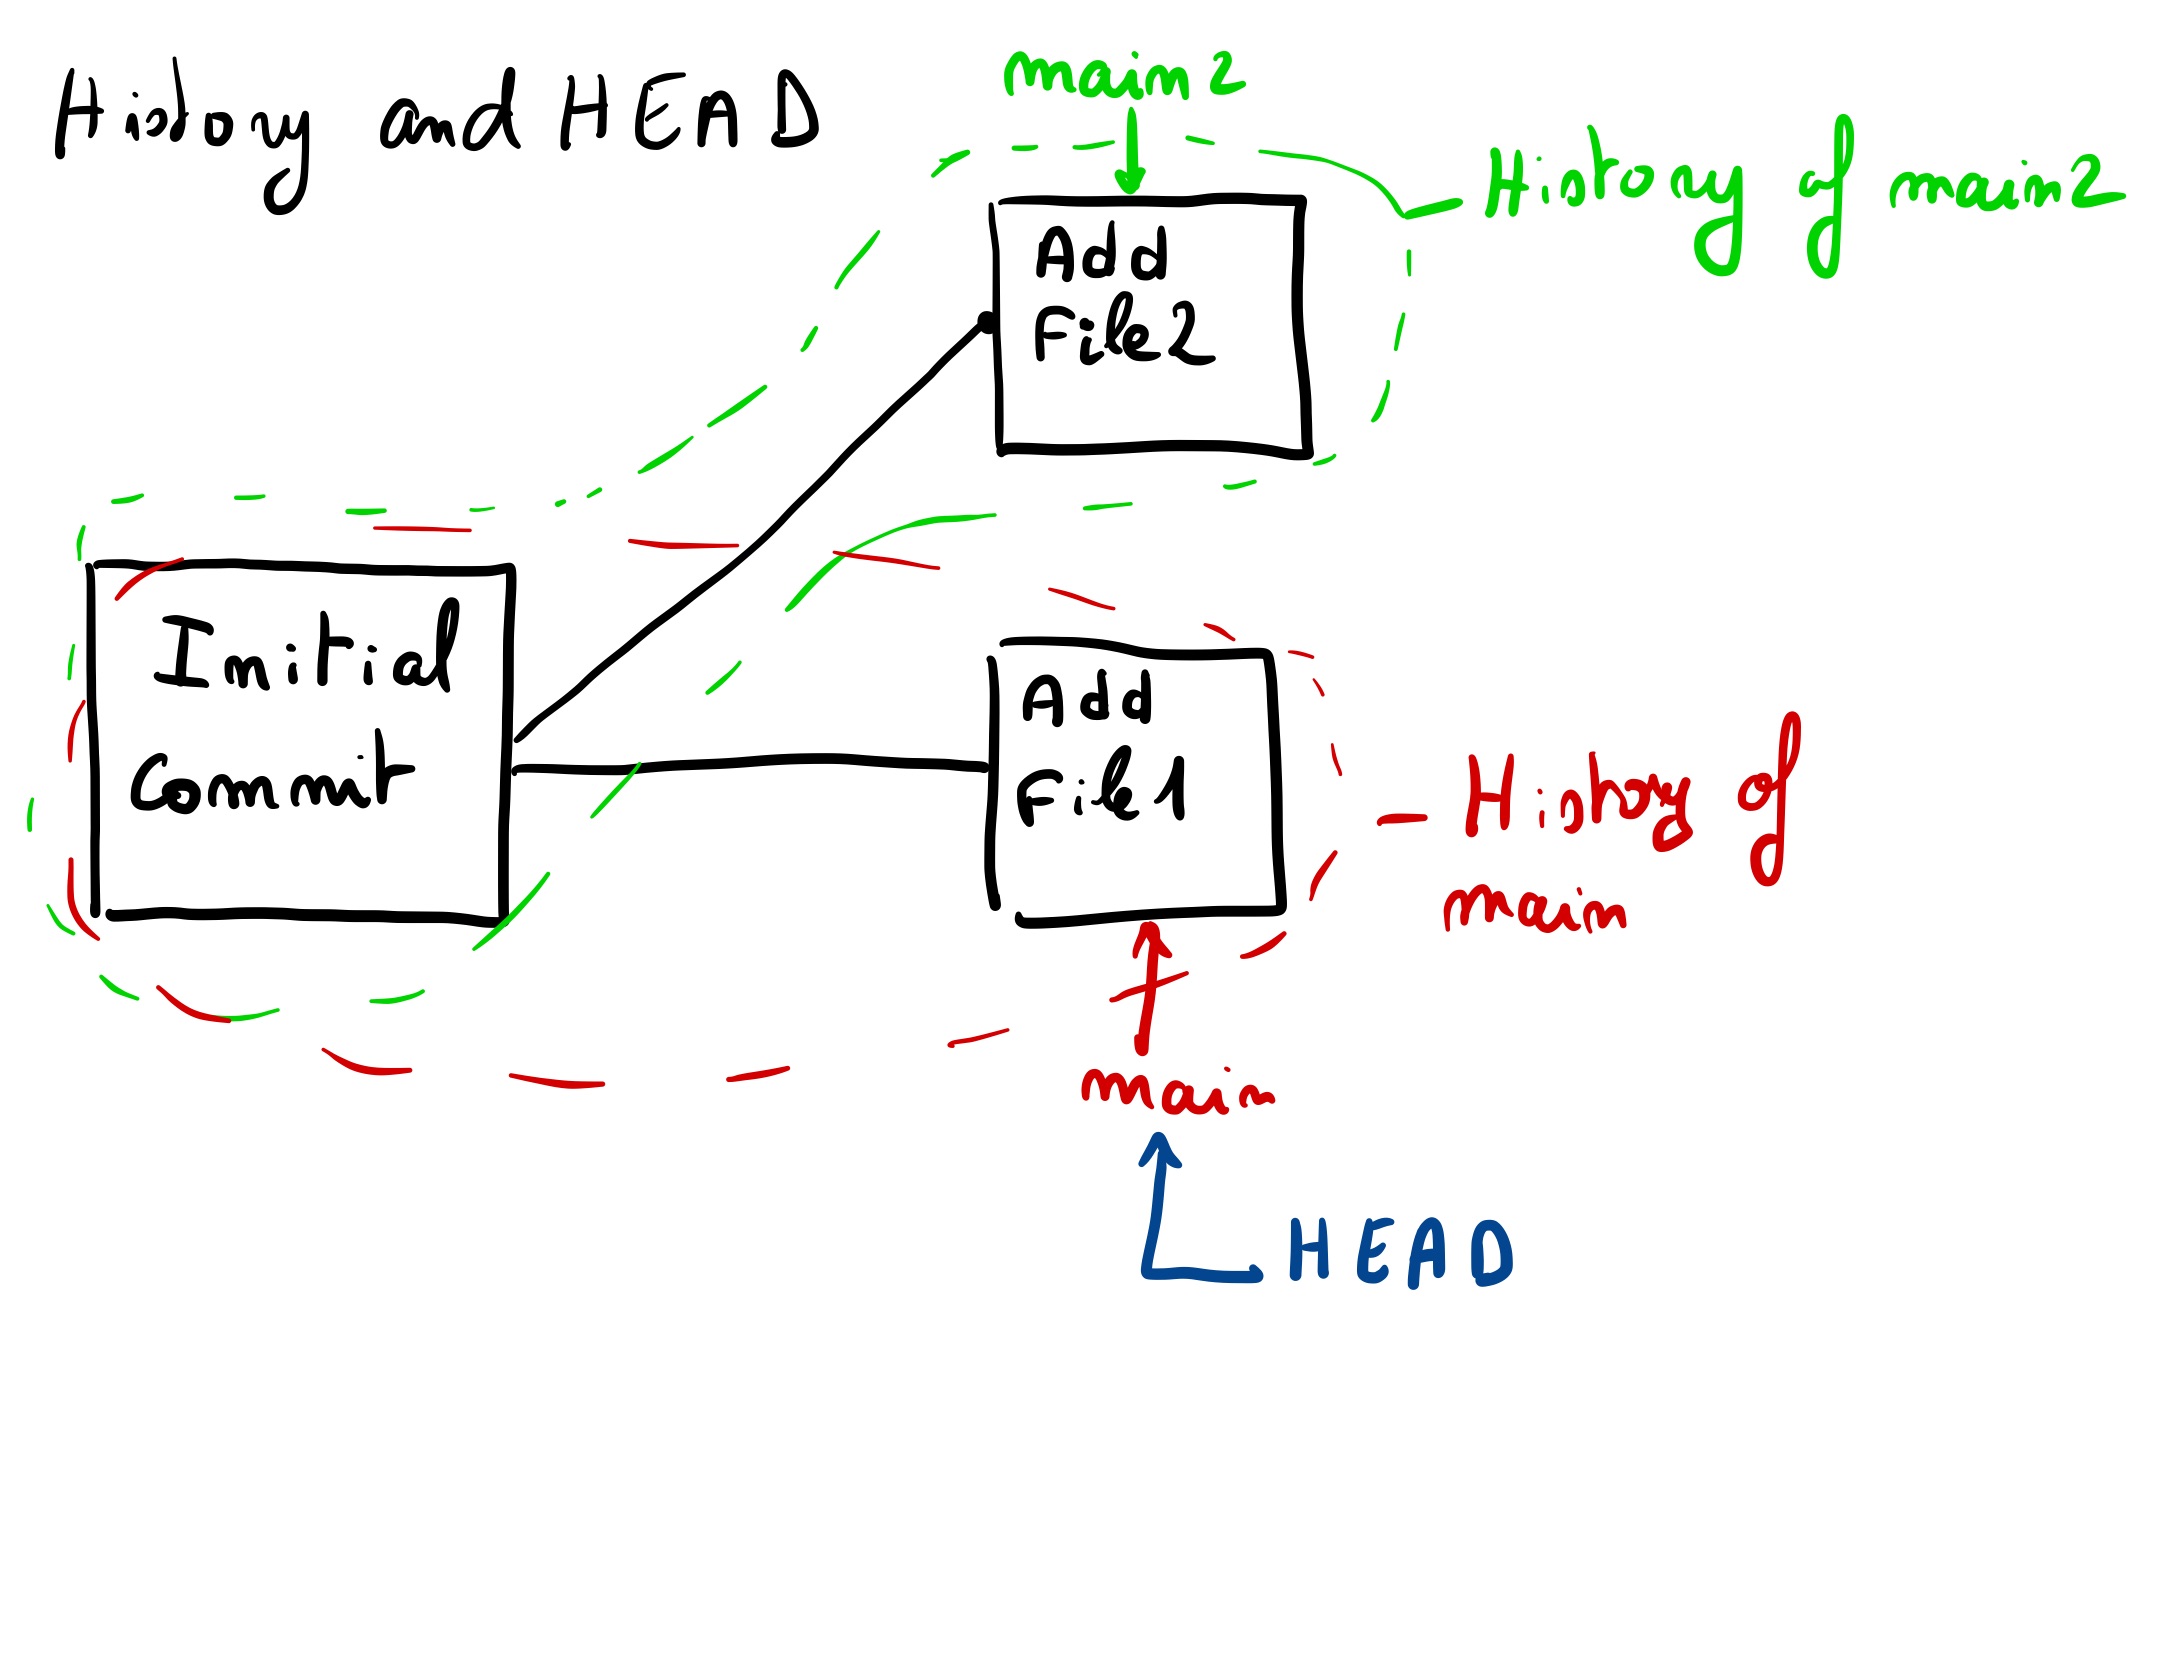 History and HEAD
main2
History of main2
Add
File2
Initial
Commit
Add
File1
History of
main
main
HEAD